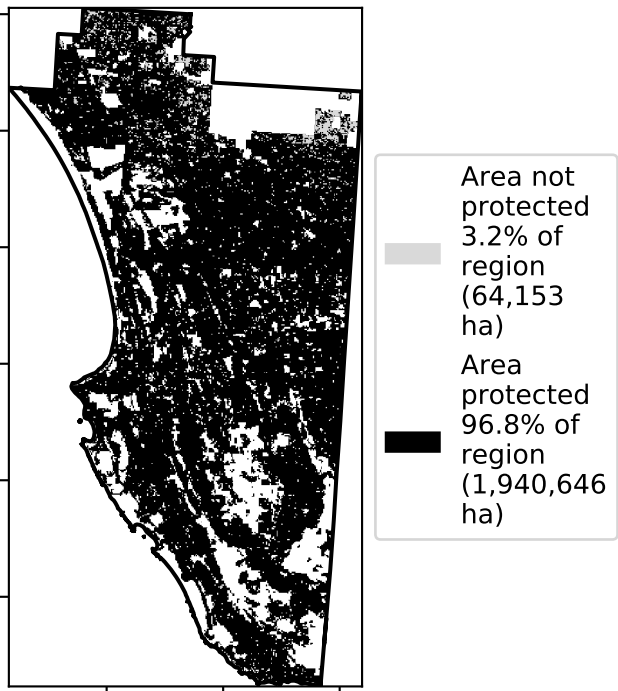 Area not
protected
3.2% of
region
(64,153
ha)
Area
protected
96.8% of
region
(1,940,646
ha)